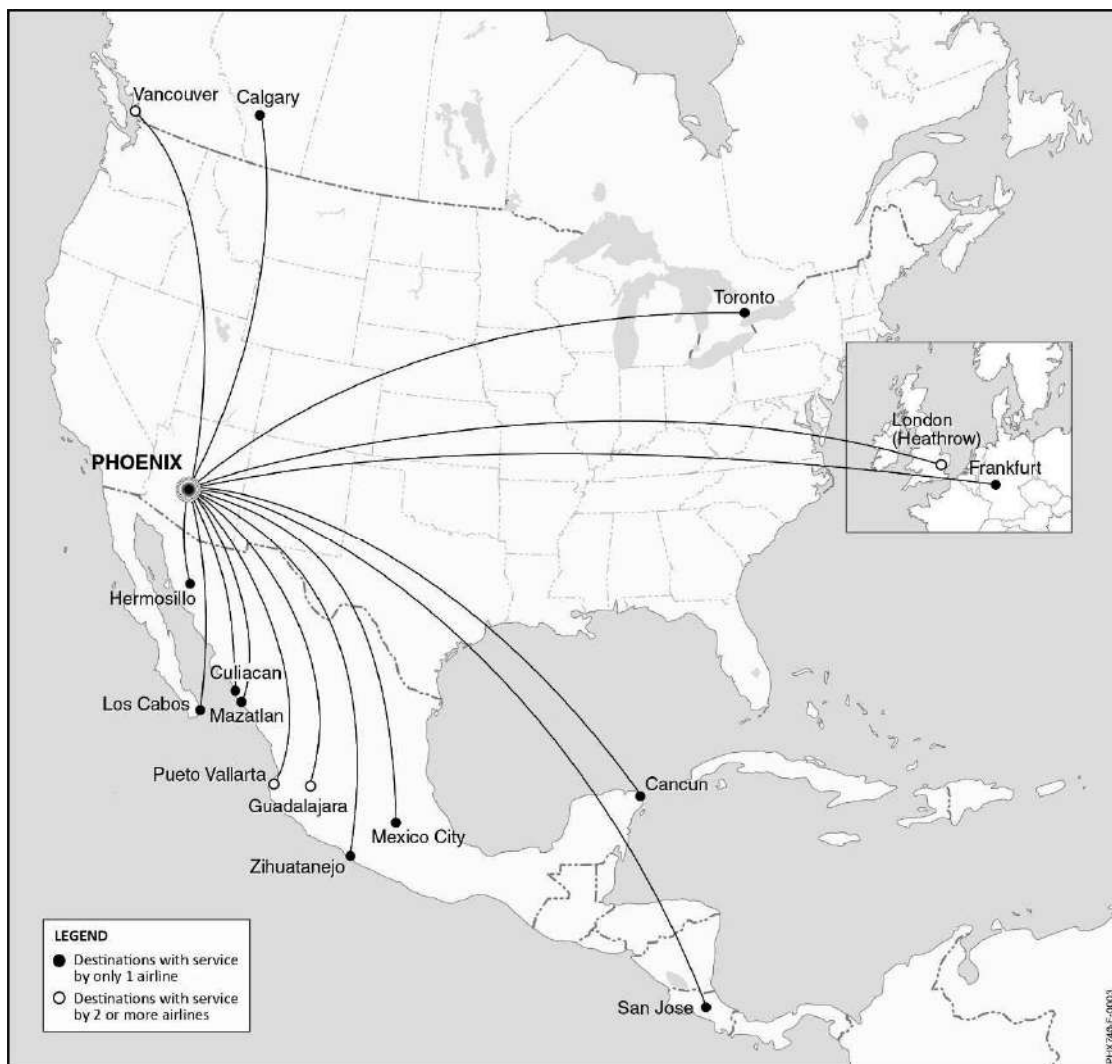 Vancouver
Calgary
Toronto
London
(Heathrow)
Frankfurt
PHOENIX
Hermosillo
Culiacan
Los Cabos
Mazatlan
Pueto Vallarta
Guadalajara
Cancun
Mexico City
Zihuatanejo
San Jose
LEGEND
Destinations with service
by only 1 airline
Destinations with service
by 2 or more airlines